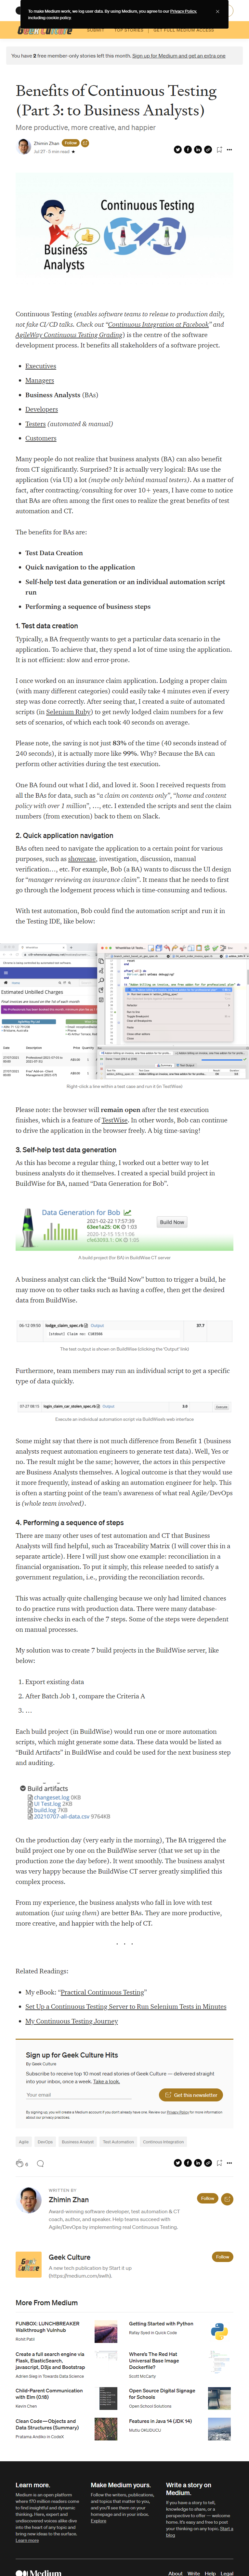 To make Medium work, we log user data. By using Medium, you agree to our Privacy Policy,
including cookie policy.
SUBMIT TOP STORIES GET FULL MEDIUM ACCESS
You have 2 free member-only stories left this month. Sign up for Medium and get an extra one
Benefits of Continuous Testing
(Part 3: to Business Analysts)
More productive, more creative, and happier
Zhimin Zhan Follow
Jul 27 · 5 min read
Continuous Testing
Business
Analysts
Continuous Testing (enables software teams to release to production daily,
not fake CI/CD talks. Check out “Continuous Integration at Facebook” and
AgileWay Continuous Testing Grading) is the centre of software
development process. It benefits all stakeholders of a software project.
• Executives
• Managers
• Business Analysts (BAs)
• Developers
• Testers (automated & manual)
• Customers
Many people do not realize that business analysts (BA) can also benefit
from CT significantly. Surprised? It is actually very logical: BAs use the
application (via UI) a lot (maybe only behind manual testers). As a matter of
fact, after contracting/consulting for over 10+ years, I have come to notice
that BAs are often among the first ones to realize the great benefits of test
automation and CT.
The benefits for BAs are:
• Test Data Creation
• Quick navigation to the application
• Self-help test data generation or an individual automation script
run
• Performing a sequence of business steps
1. Test data creation
Typically, a BA frequently wants to get a particular data scenario in the
application. To achieve that, they spend a lot of time using the application.
It is not efficient: slow and error-prone.
I once worked on an insurance claim application. Lodging a proper claim
(with many different categories) could easily take 4 minutes even if every
step was done correctly. After seeing that, I created a suite of automated
scripts (in Selenium Ruby) to get newly lodged claim numbers for a few
sets of scenarios, of which each took 40 seconds on average.
Please note, the saving is not just 83% of the time (40 seconds instead of
240 seconds), it is actually more like 99%. Why? Because the BA can
perform other activities during the test execution.
One BA found out what I did, and loved it. Soon I received requests from
all the BAs for data, such as “a claim on contents only”, “home and content
policy with over 1 million”, …, etc. I extended the scripts and sent the claim
numbers (from execution) back to them on Slack.
2. Quick application navigation
BAs often need to navigate the application to a certain point for various
purposes, such as showcase, investigation, discussion, manual
verification…, etc. For example, Bob (a BA) wants to discuss the UI design
for “manager reviewing an insurance claim”. It means that he needs first to
go through the lodgement process which is time-consuming and arduious.
With test automation, Bob could find the automation script and run it in
the Testing IDE, like below:
Estimated Unbilled Charges
Right click a line within a test case and run it (in TestWise)
Please note: the browser will remain open after the test execution
finishes, which is a feature of TestWise. In other words, Bob can continue
to drive the application in the browser freely. A big time-saving!
3. Self-help test data generation
As this has become a regular thing, I worked out a better way to let
business analysts do it themselves. I created a special build project in
BuildWise for BA, named “Data Generation for Bob”.
Data Generation for Bob
2021-02-22 17:57:39
63ee1a25: OK 1:03
2020-12-15 15:11:06
cfd63093.1: OK 1:05
Build Now
A build project (for BA) in BuildWise CT server
A business analyst can click the “Build Now” button to trigger a build, he
may move on to other tasks such as having a coffee, then get the desired
data from BuildWise.
06-12 09:50 lodge_claim_spec.rb Output 37.7
The test output is shown on BuildWise (clicking the ‘Output’ link)
Furthermore, team members may run an individual script to get a specific
type of data quickly.
07-27 08:15 login_claim_car_stolen_spec.rb Output 3.0
Execute an individual automation script via BuildWise’s web interface
Some might say that there is not much difference from Benefit 1 (business
analysts request automation engineers to generate test data). Well, Yes or
no. The result might be the same; however, the actors in this perspective
are Business Analysts themselves. A logical outcome is that they would do
it more frequently, instead of asking an automation engineer for help. This
is often a starting point of the team’s awareness of what real Agile/DevOps
is (whole team involved).
4. Performing a sequence of steps
There are many other uses of test automation and CT that Business
Analysts will find helpful, such as Traceability Matrix (I will cover this in a
separate article). Here I will just show one example: reconciliation in a
financial organisation. To put it simply, this release is to satisfy a
government regulation, i.e., providing the reconciliation records.
This was actually quite challenging because we only had limited chances
to work through a few runs with production data. There were database-
intensive checks in each of the 7 steps. Some of the steps were dependent
on manual processes.
My solution was to create 7 build projects in the BuildWise server, like
below:
1. Export existing data
2. After Batch Job 1, compare the Criteria A
3. …
Each build project (in BuildWise) would run one or more automation
scripts, which might generate some data. These data would be listed as
“Build Artifacts” in BuildWise and could be used for the next business step
and auditing.
Build artifacts
changeset.log 0KB
UI Test.log 2KB
build.log 7KB
20210707-all-data.csv 9764KB
On the production day (very early in the morning), The BA triggered the
build project one by one on the BuildWise server (that we set up in the
production environment), as instructed. The business analyst was was
very happy because the BuildWise CT server greatly simplified this
complex process.
From my experience, the business analysts who fall in love with test
automation (just using them) are better BAs. They are more productive,
more creative, and happier with the help of CT.
. . .
Related Readings:
• My eBook: “Practical Continuous Testing”
• Set Up a Continuous Testing Server to Run Selenium Tests in Minutes
• My Continuous Testing Journey
Sign up for Geek Culture Hits
By Geek Culture
Subscribe to receive top 10 most read stories of Geek Culture — delivered straight
into your inbox, once a week. Take a look.
Your email
Get this newsletter
By signing up, you will create a Medium account if you don’t already have one. Review our Privacy Policy for more information
about our privacy practices.
Agile DevOps Business Analyst Test Automation Continuous Integration
8
WRITTEN BY
Zhimin Zhan
Follow
Award-winning software developer, test automation & CT
coach, author, and speaker. Help teams succeed with
Agile/DevOps by implementing real Continuous Testing.
Geek Culture
Follow
A new tech publication by Start it up
(https://medium.com/swlh).
More From Medium
FUNBOX: LUNCHBREAKER
Walkthrough Vulnhub
Rohit Patil
Getting Started with Python
Rafay Syed in Quick Code
Create a full search engine via
Flask, ElasticSearch,
javascript, D3js and Bootstrap
Adrien Sieg in Towards Data Science
Where’s The Red Hat
Universal Base Image
Dockerfile?
Scott McCarty
Child-Parent Communication
with Elm (0.18)
Kevin Chen
Open Source Digital Signage
for Schools
Open School Solutions
Clean Code — Objects and
Data Structures (Summary)
Pratama Andiko in CodeX
Features in Java 14 (JDK 14)
Mutlu OKUDUCU
Learn more.
Medium is an open platform
where 170 million readers come
to find insightful and dynamic
thinking. Here, expert and
undiscovered voices alike dive
into the heart of any topic and
bring new ideas to the surface.
Learn more
Make Medium yours.
Follow the writers, publications,
and topics that matter to you,
and you’ll see them on your
homepage and in your inbox.
Explore
Write a story on
Medium.
If you have a story to tell,
knowledge to share, or a
perspective to offer — welcome
home. It’s easy and free to post
your thinking on any topic. Start a
blog
Medium
About Write Help Legal